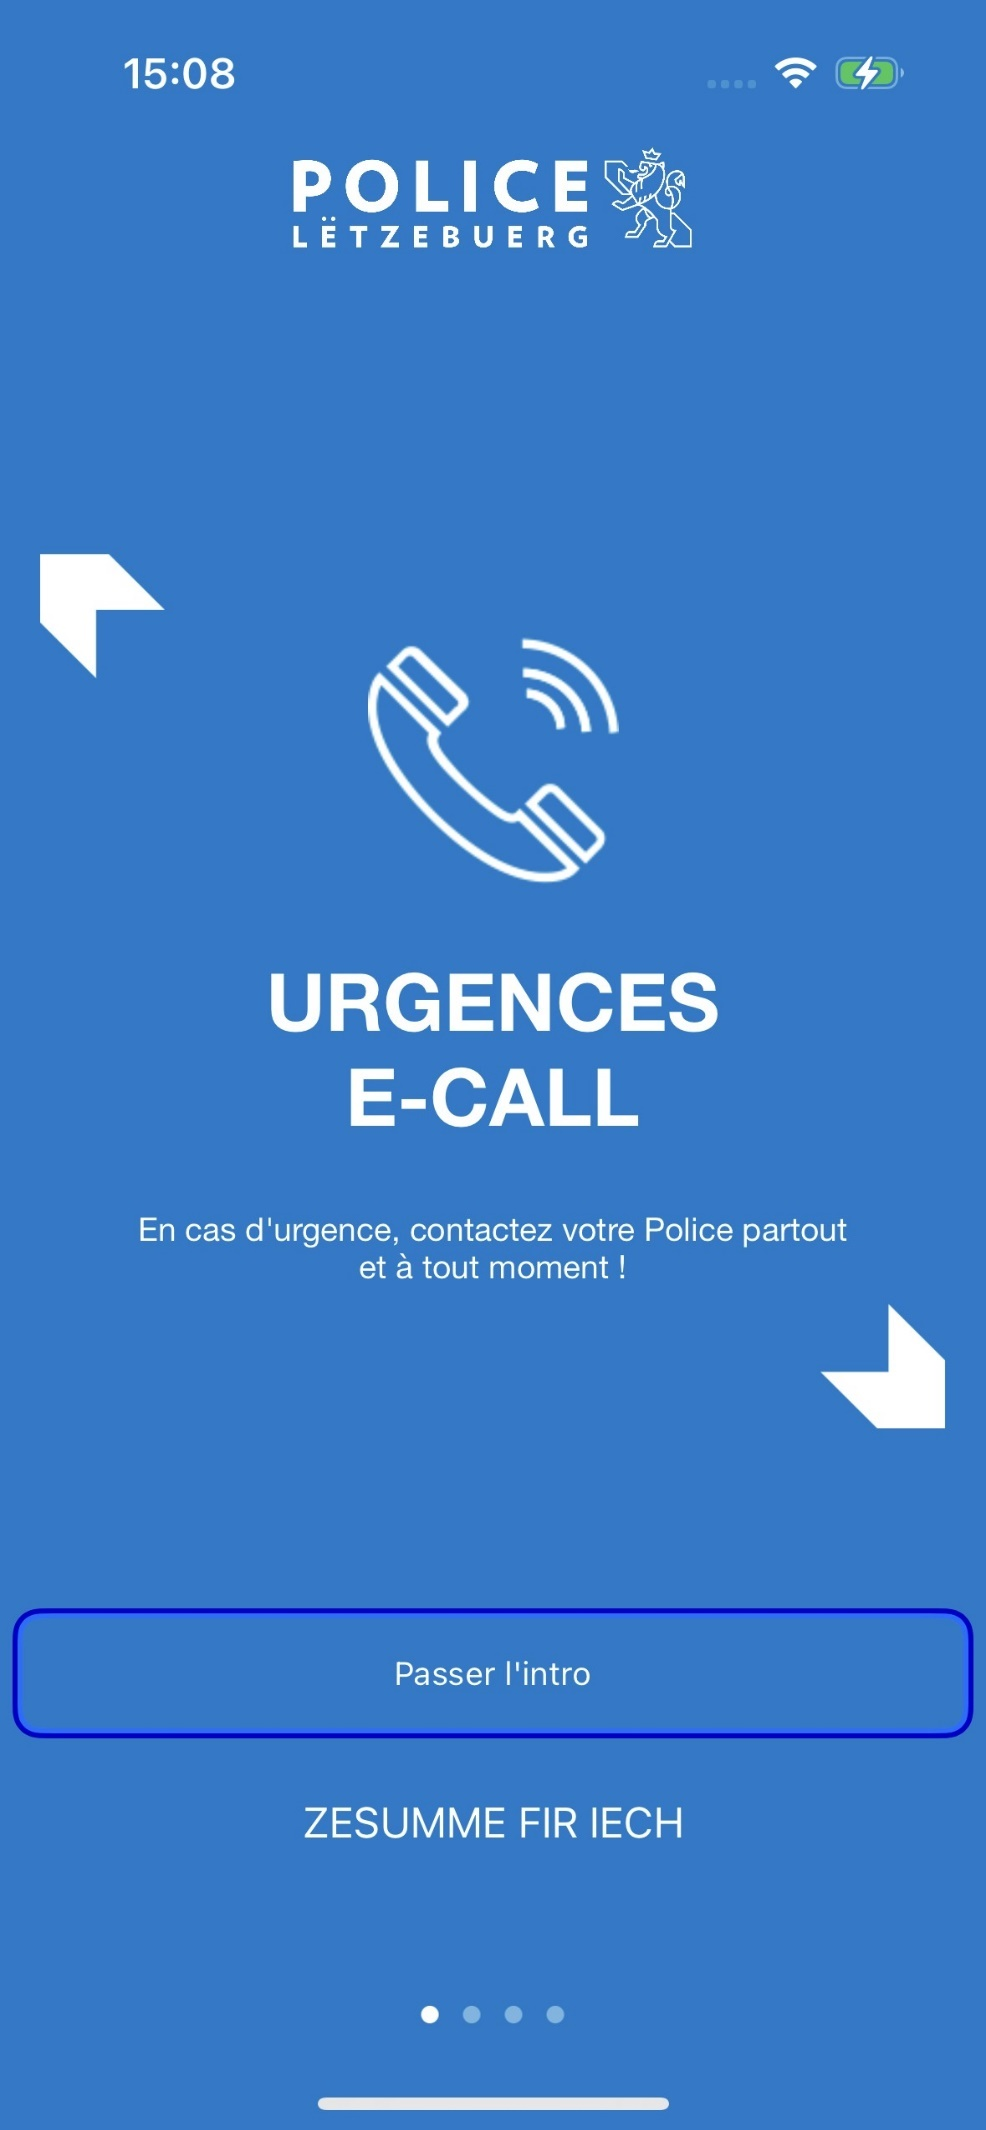 15:08
POLICE
LËTZEBUERG
URGENCES
E-CALL
En cas d'urgence, contactez votre Police partout
et à tout moment !
Passer l'intro
ZESUMME FIR IECH